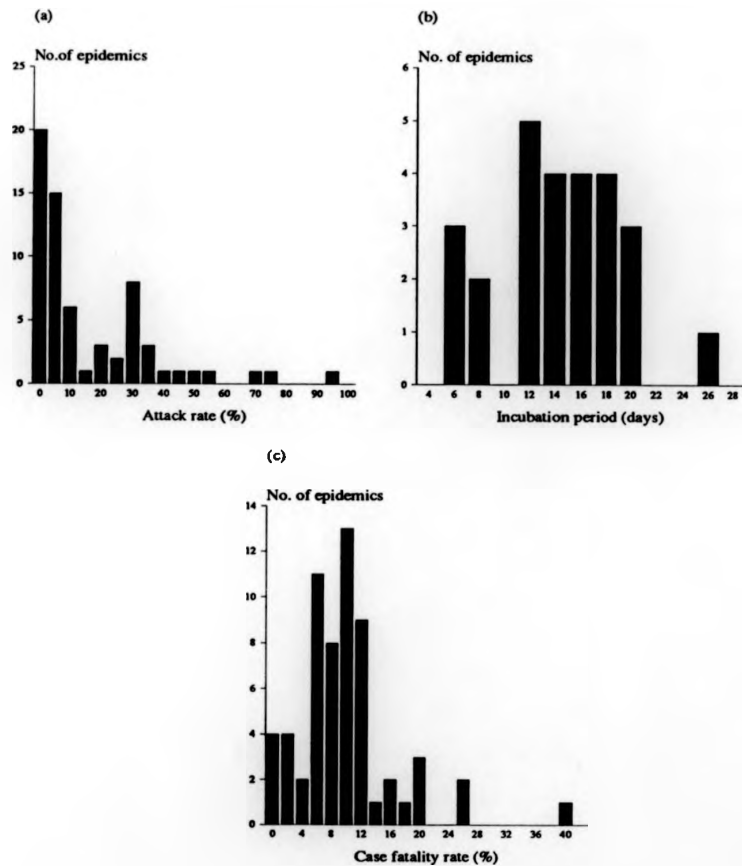 (a)
No.of epidemics
25
20
15
10
5
0
0 10 20 30 40 50 60 70 80 90 100
Attack rate (%)
(b)
No. of epidemics
6
5
4
3
2
1
0
4 6 8 10 12 14 16 18 20 22 24 26 28
Incubation period (days)
(c)
No. of epidemics
14
12
10
8
6
4
2
0
0 4 8 12 16 20 24 28 32 36 40
Case fatality rate (%)